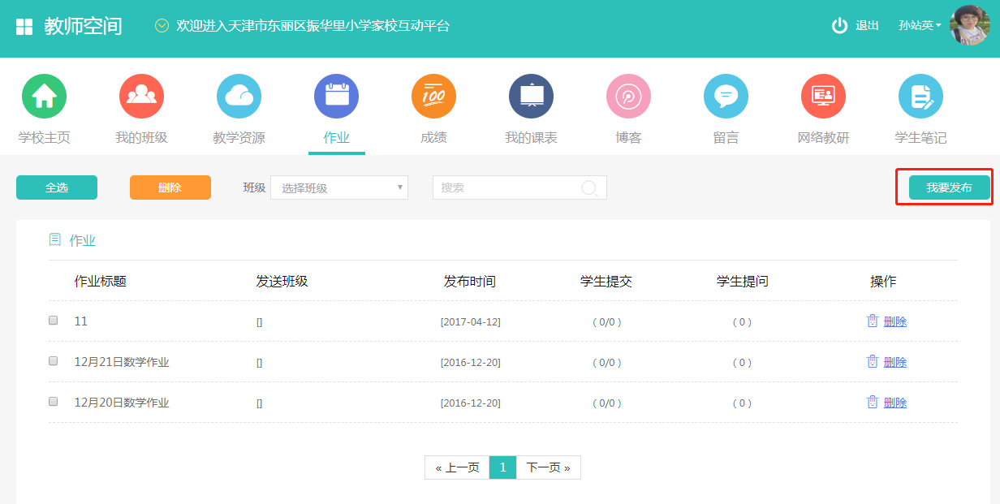 教师空间 欢迎进入天津市东丽区振华里小学家校互动平台 退出 孙站英
100
学校主页 我的班级 教学资源 作业 成绩 我的课表 博客 留言 网络教研 学生笔记
全选 删除 班级 选择班级 搜索 我要发布
作业
作业标题 发送班级 发布时间 学生提交 学生提问 操作
11 [] [2017-04-12] ( 0/0 ) ( 0 ) 删除
12月21日数学作业 [] [2016-12-20] ( 0/0 ) ( 0 ) 删除
12月20日数学作业 [] [2016-12-20] ( 0/0 ) ( 0 ) 删除
« 上一页 1 下一页 »